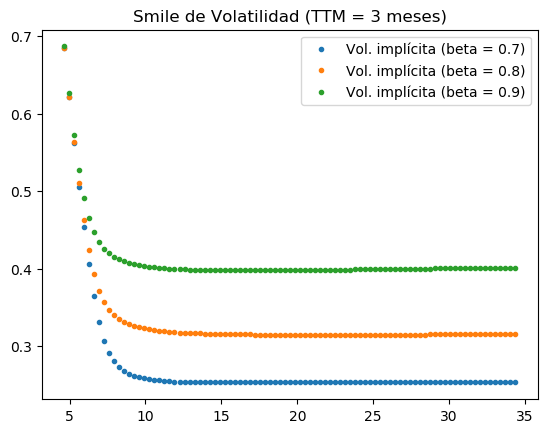 Smile de Volatilidad (TTM = 3 meses)
Vol. implícita (beta = 0.7)
Vol. implícita (beta = 0.8)
Vol. implícita (beta = 0.9)
0.7
0.6
0.5
0.4
0.3
5 10 15 20 25 30 35